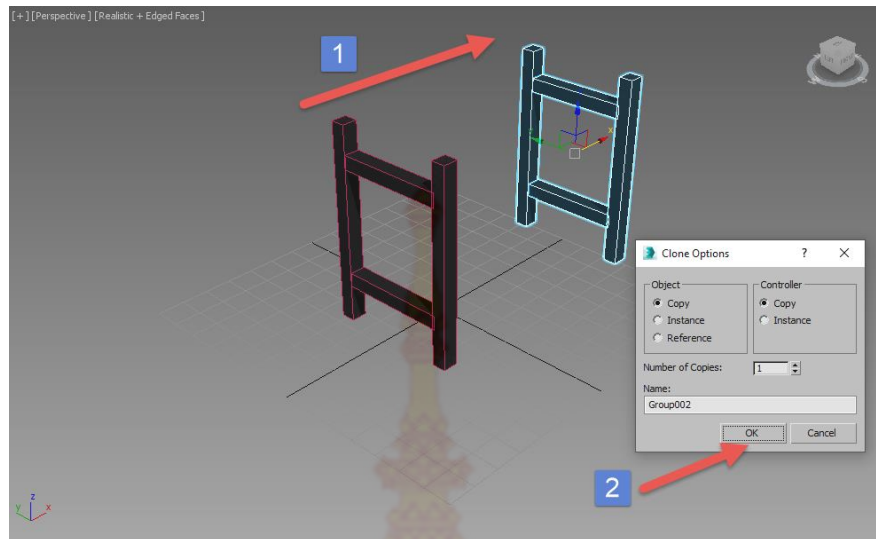 [+] [Perspective] [Realistic + Edged Faces]
1
Clone Options
?
Object
Controller
Copy
Copy
Instance
Instance
Reference
Number of Copies:
1
Name:
Group002
OK
Cancel
2
x
z
y
x